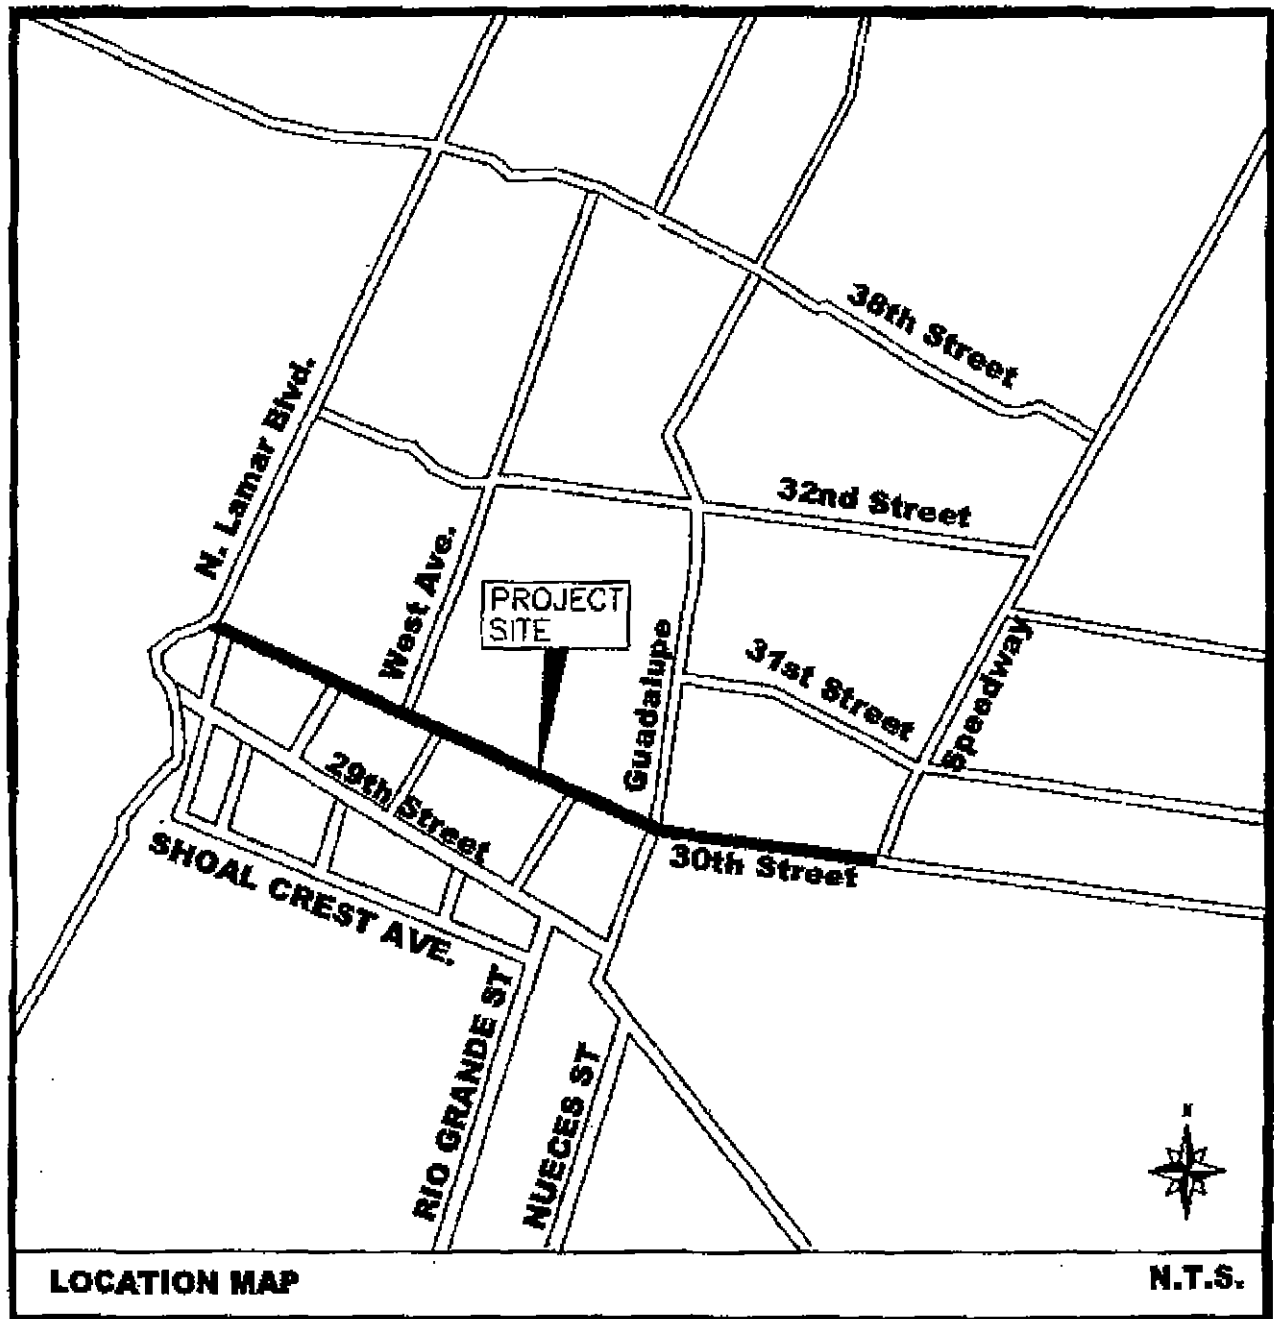 38th Street
N. Lamar Blvd.
32nd Street
West Ave.
PROJECT
SITE
Guadalupe
31st Street
Speedway
29th Street
30th Street
SHOAL CREST AVE.
RIO GRANDE ST
NUECES ST
N
LOCATION MAP
N.T.S.